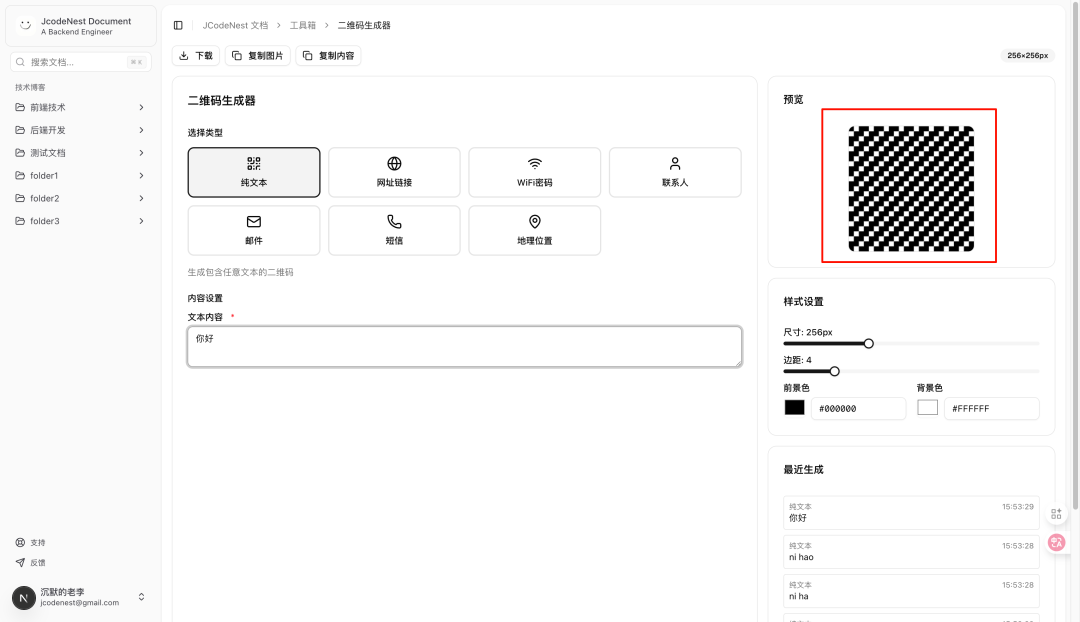 JcodeNest Document
A Backend Engineer
搜索文档...
⌘ K
技术博客
前端技术
后端开发
测试文档
folder1
folder2
folder3
支持
反馈
N
沉默的老李
jcodenest@gmail.com
JCodeNest 文档 > 工具箱 > 二维码生成器
下载
复制图片
复制内容
256×256px
二维码生成器
选择类型
纯文本
网址链接
WiFi密码
联系人
邮件
短信
地理位置
生成包含任意文本的二维码
内容设置
文本内容 *
你好
预览
样式设置
尺寸: 256px
边距: 4
前景色
背景色
#000000
#FFFFFF
最近生成
纯文本 15:53:29
你好
纯文本 15:53:28
ni hao
纯文本 15:53:28
ni ha